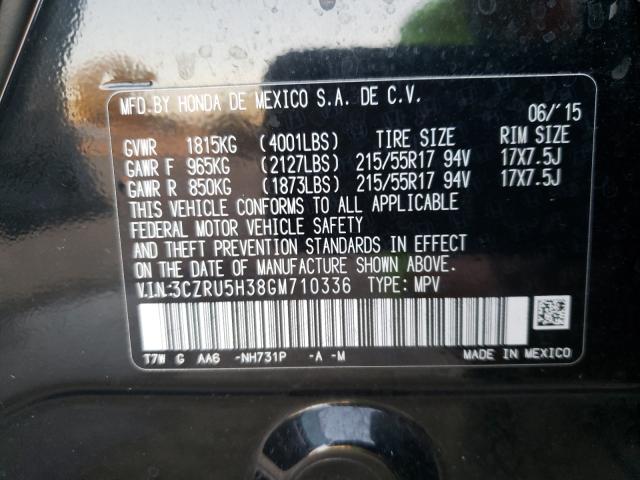 MFD.BY HONDA DE MEXICO S.A. DE C.V.
06/'15
GVWR 1815KG (4001LBS) TIRE SIZE RIM SIZE
GAWR F 965KG (2127LBS) 215/55R17 94V 17X7.5J
GAWR R 850KG (1873LBS) 215/55R17 94V 17X7.5J
THIS VEHICLE CONFORMS TO ALL APPLICABLE
FEDERAL MOTOR VEHICLE SAFETY
AND THEFT PREVENTION STANDARDS IN EFFECT
ON THE DATE OF MANUFACTURE SHOWN ABOVE.
V.I.N.:3CZRU5H38GM710336 TYPE: MPV
T7W G AA6 -NH731P -A -M MADE IN MEXICO